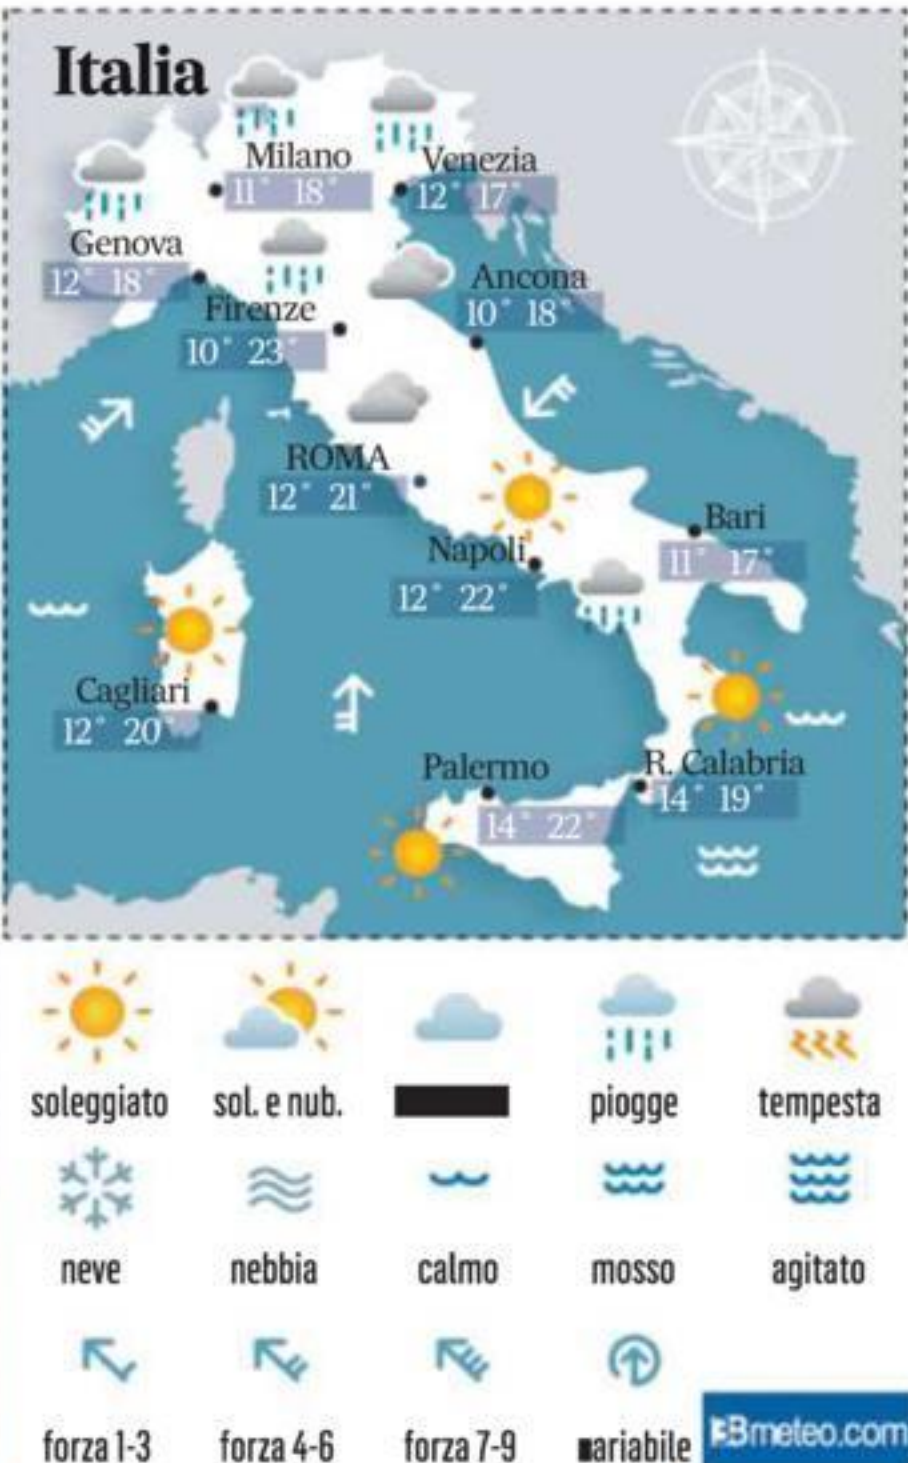 Italia
Milano
11° 18°
Venezia
12° 17°
Genova
12° 18°
Firenze
10° 23°
Ancona
10° 18°
ROMA
12° 21°
Napoli
12° 22°
Bari
11° 17°
Cagliari
12° 20°
Palermo
14° 22°
R. Calabria
14° 19°
soleggiato sol. e nub. piogge tempesta
neve nebbia calmo mosso agitato
forza 1-3 forza 4-6 forza 7-9 ariabile
Bmeteo.com